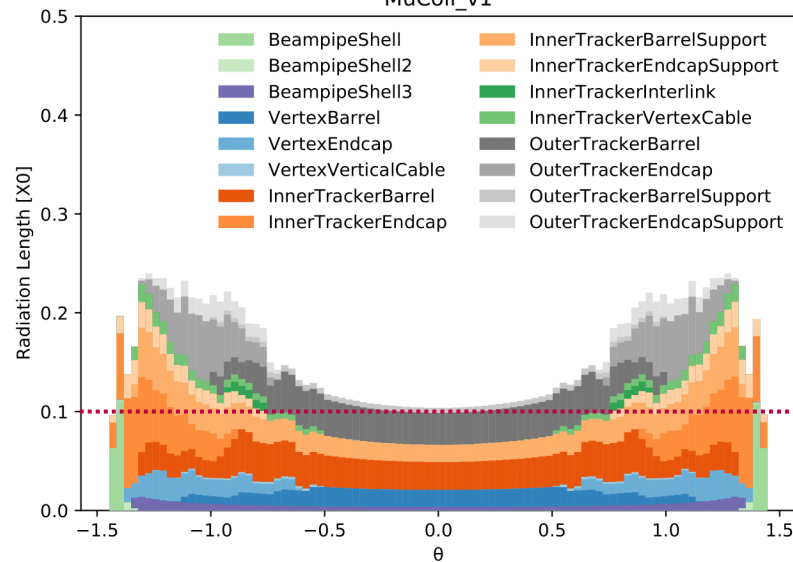 MuColl_v1
0.5
BeampipeShell
InnerTrackerBarrelSupport
BeampipeShell2
InnerTrackerEndcapSupport
BeampipeShell3
InnerTrackerInterlink
VertexBarrel
InnerTrackerVertexCable
0.4
VertexEndcap
OuterTrackerBarrel
VertexVerticalCable
OuterTrackerEndcap
InnerTrackerBarrel
OuterTrackerBarrelSupport
InnerTrackerEndcap
OuterTrackerEndcapSupport
0.3
Radiation Length [X0]
0.2
0.1
0.0
−1.5 −1.0 −0.5 0.0 0.5 1.0 1.5
θ